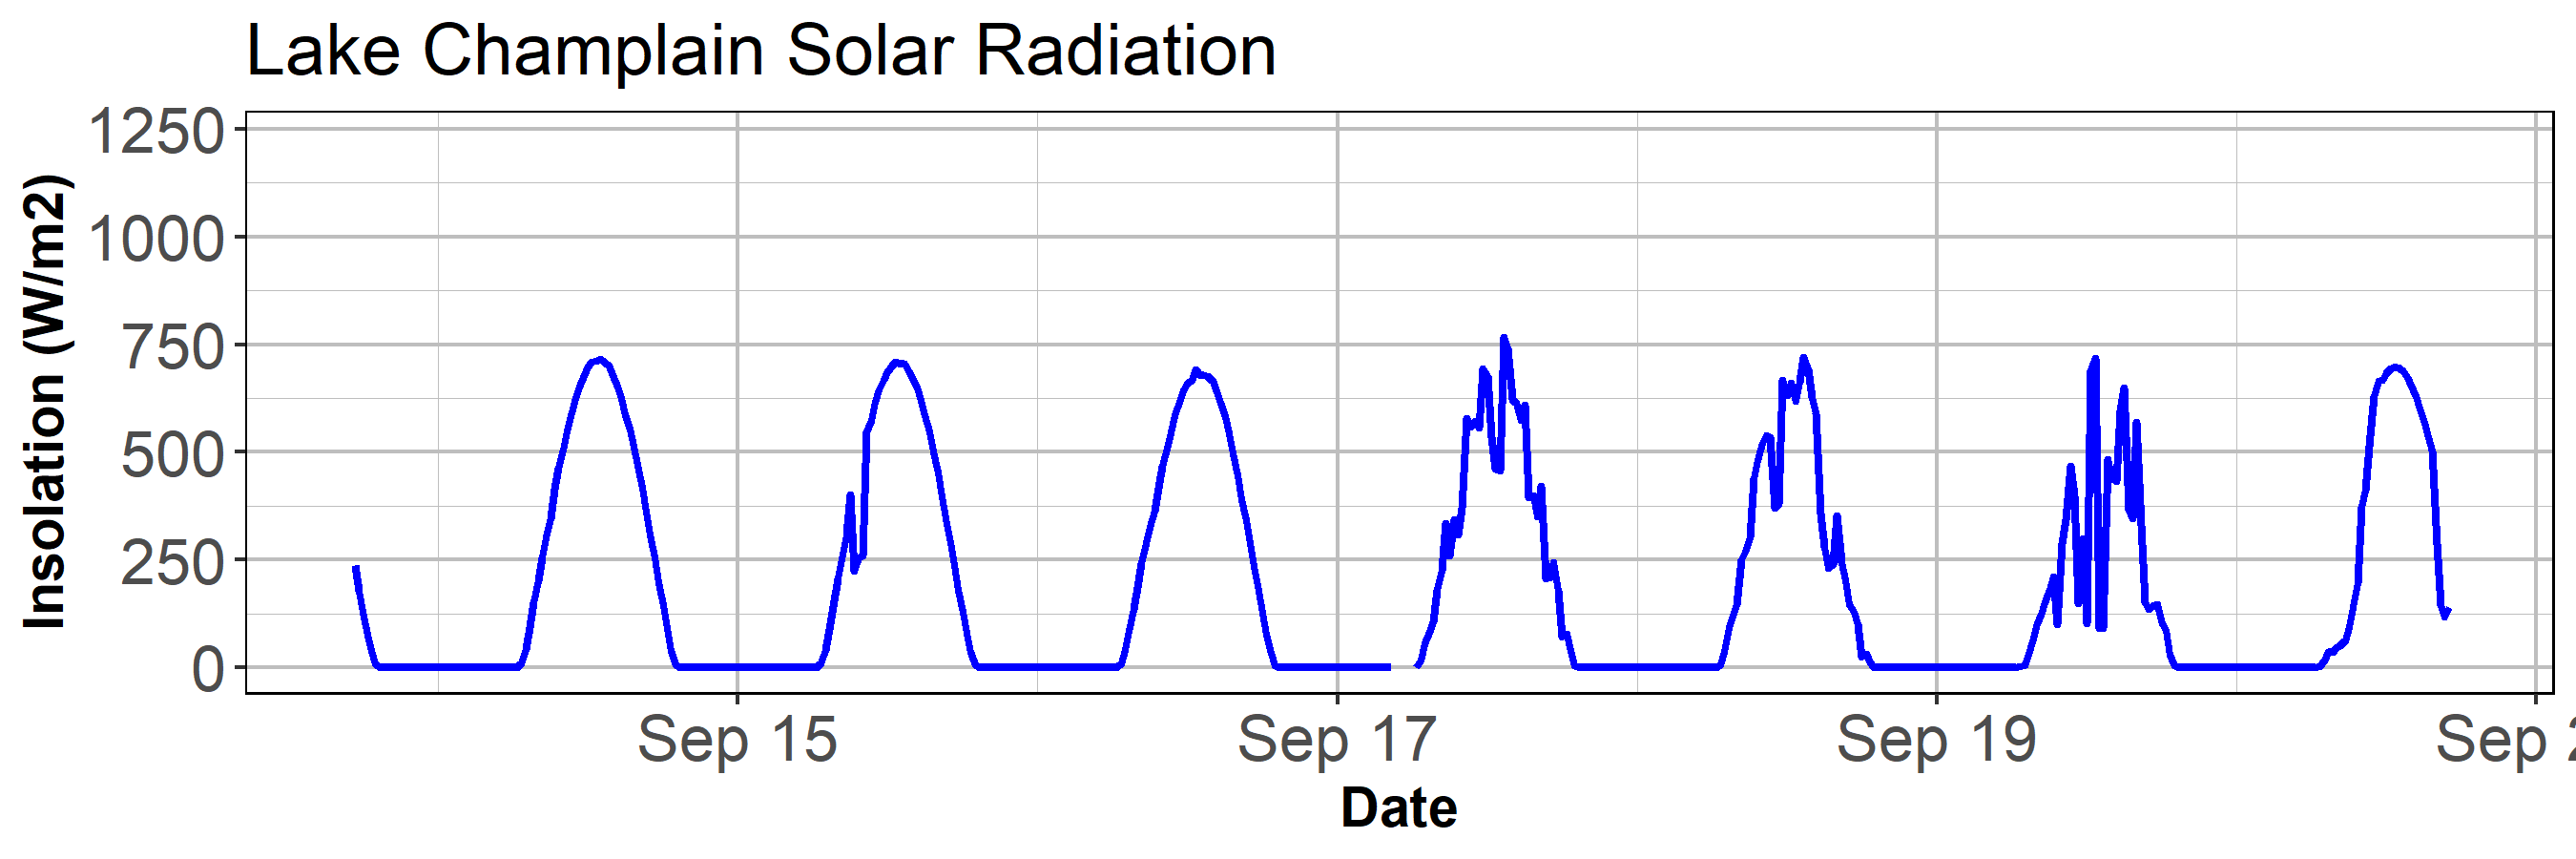 Lake Champlain Solar Radiation
1250
1000
750
500
250
0
Insolation (W/m2)
Sep 15 Sep 17 Sep 19 Sep
Date